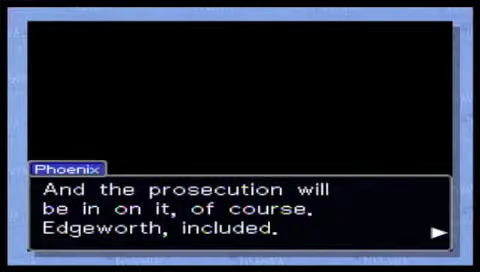 Phoenix
And the prosecution will
be in on it, of course.
Edgeworth, included.